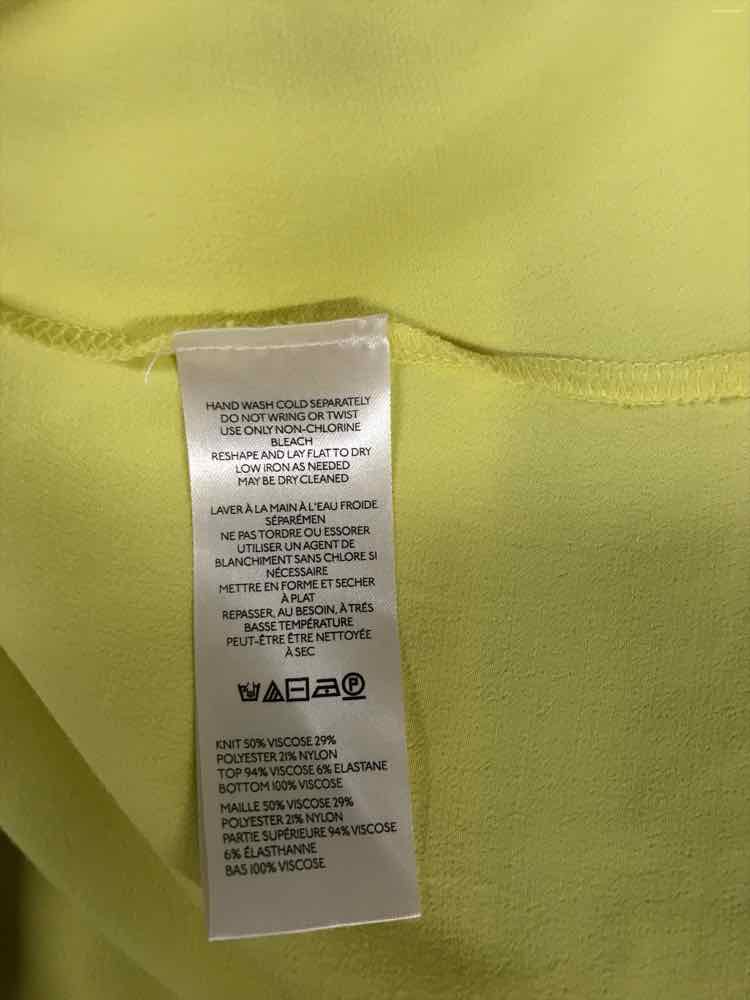 HAND WASH COLD SEPARATELY
DO NOT WRING OR TWIST
USE ONLY NON-CHLORINE
BLEACH
RESHAPE AND LAY FLAT TO DRY
LOW IRON AS NEEDED
MAY BE DRY CLEANED
LAVER À LA MAIN À L'EAU FROIDE
SÉPARÉMEN
NE PAS TORDRE OU ESSORER
UTILISER UN AGENT DE
BLANCHIMENT SANS CHLORE SI
NÉCESSAIRE
METTRE EN FORME ET SECHER
À PLAT
REPASSER, AU BESOIN, À TRÉS
BASSE TEMPÉRATURE
PEUT-ÊTRE ÊTRE NETTOYÉE
À SEC
P
KNIT 50% VISCOSE 29%
POLYESTER 21% NYLON
TOP 94% VISCOSE 6% ELASTANE
BOTTOM 100% VISCOSE
MAILLE 50% VISCOSE 29%
POLYESTER 21% NYLON
PARTIE SUPÉRIEURE 94% VISCOSE
6% ÉLASTHANNE
BAS 100% VISCOSE